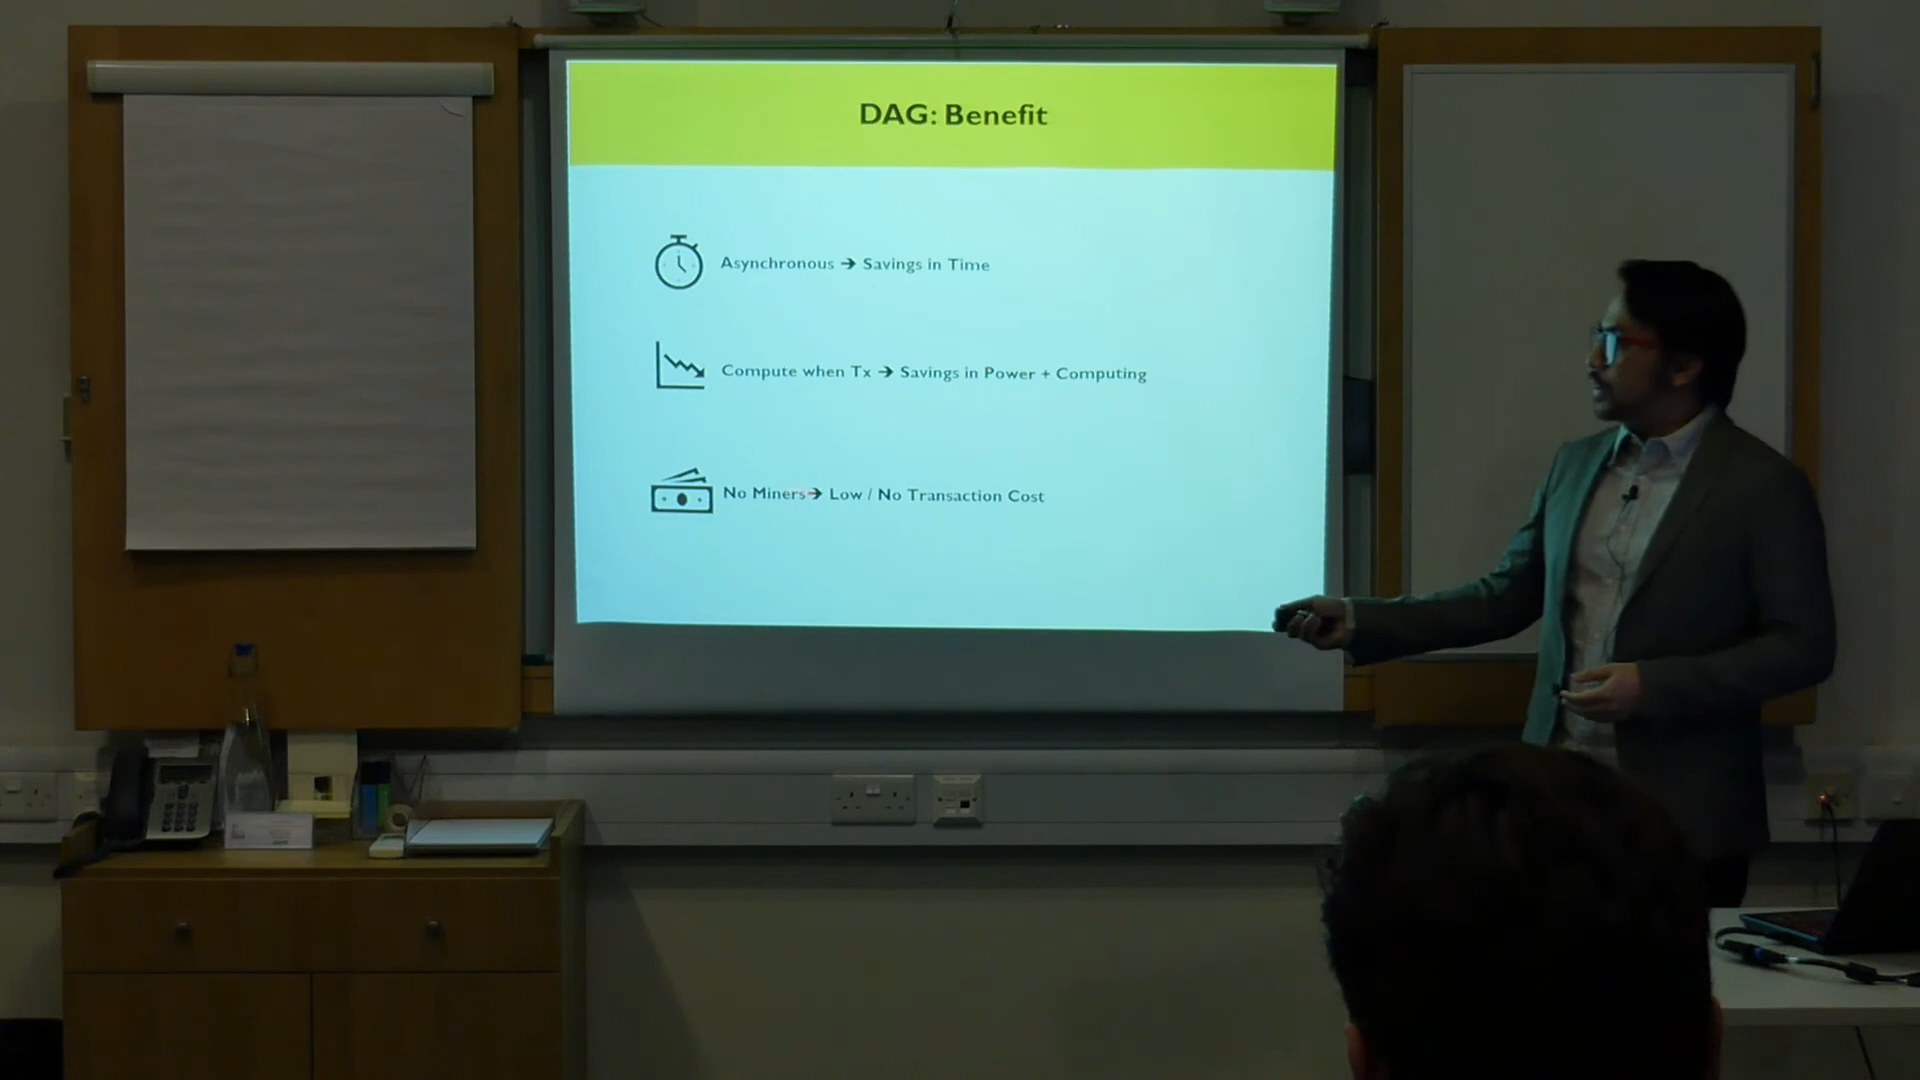 DAG: Benefit
Asynchronous → Savings in Time
Compute when Tx → Savings in Power + Computing
No Miners→ Low / No Transaction Cost